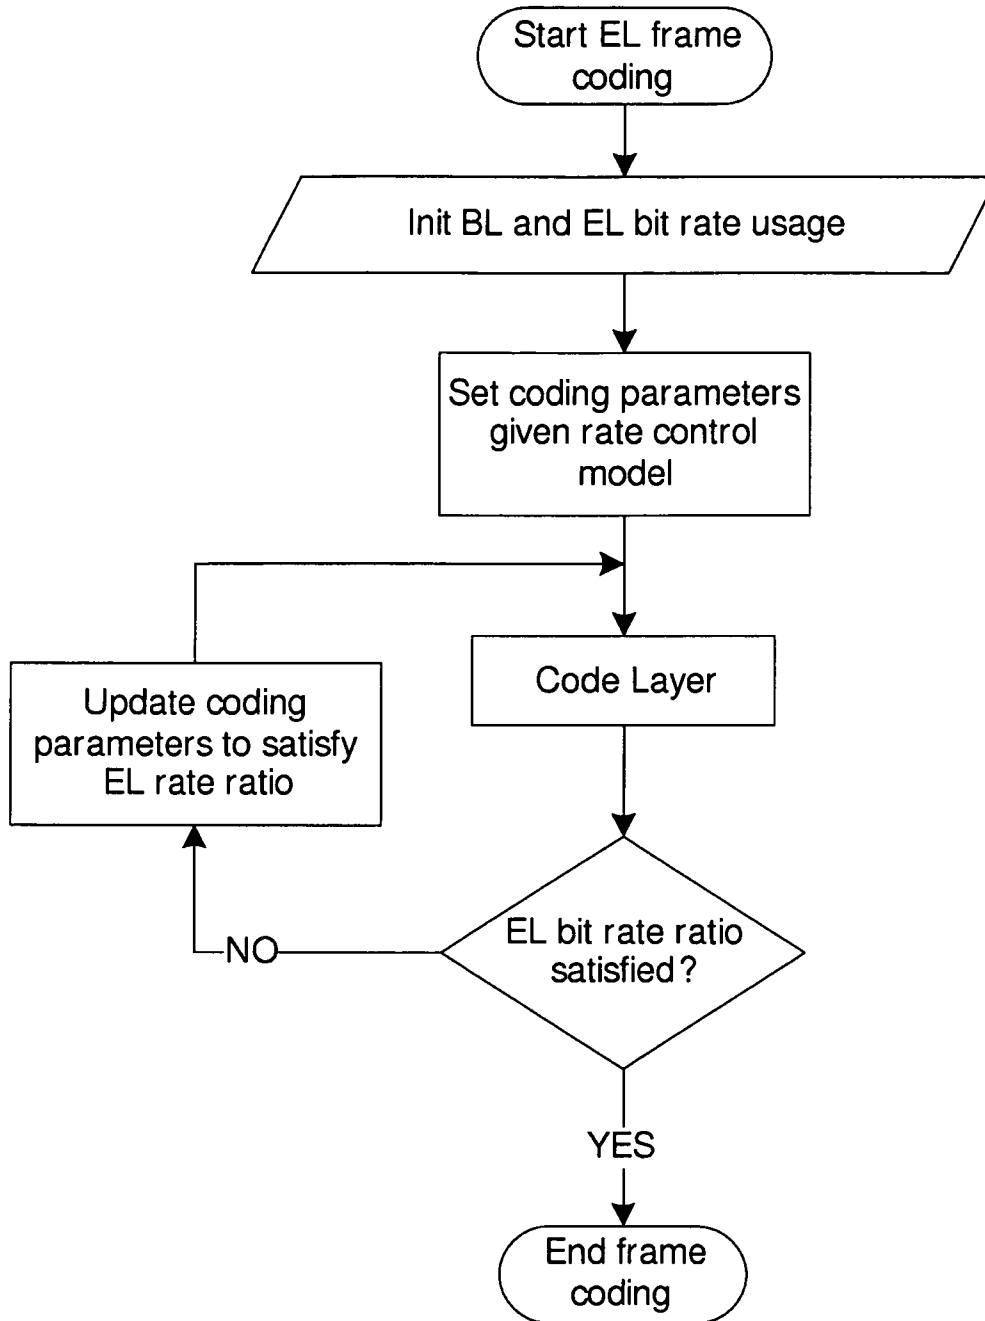 Start EL frame
coding
Init BL and EL bit rate usage
Set coding parameters
given rate control
model
Code Layer
Update coding
parameters to satisfy
EL rate ratio
EL bit rate ratio
satisfied?
NO
YES
End frame
coding